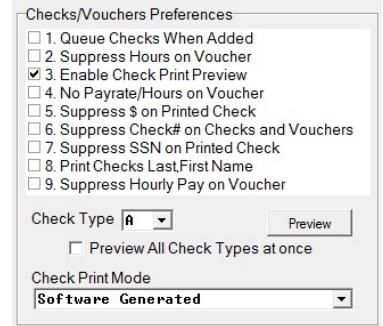 Checks/Vouchers Preferences
1. Queue Checks When Added
2. Suppress Hours on Voucher
3. Enable Check Print Preview
4. No Payrate/Hours on Voucher
5. Suppress $ on Printed Check
6. Suppress Check# on Checks and Vouchers
7. Suppress SSN on Printed Check
8. Print Checks Last,First Name
9. Suppress Hourly Pay on Voucher
Check Type A Preview
Preview All Check Types at once
Check Print Mode
Software Generated